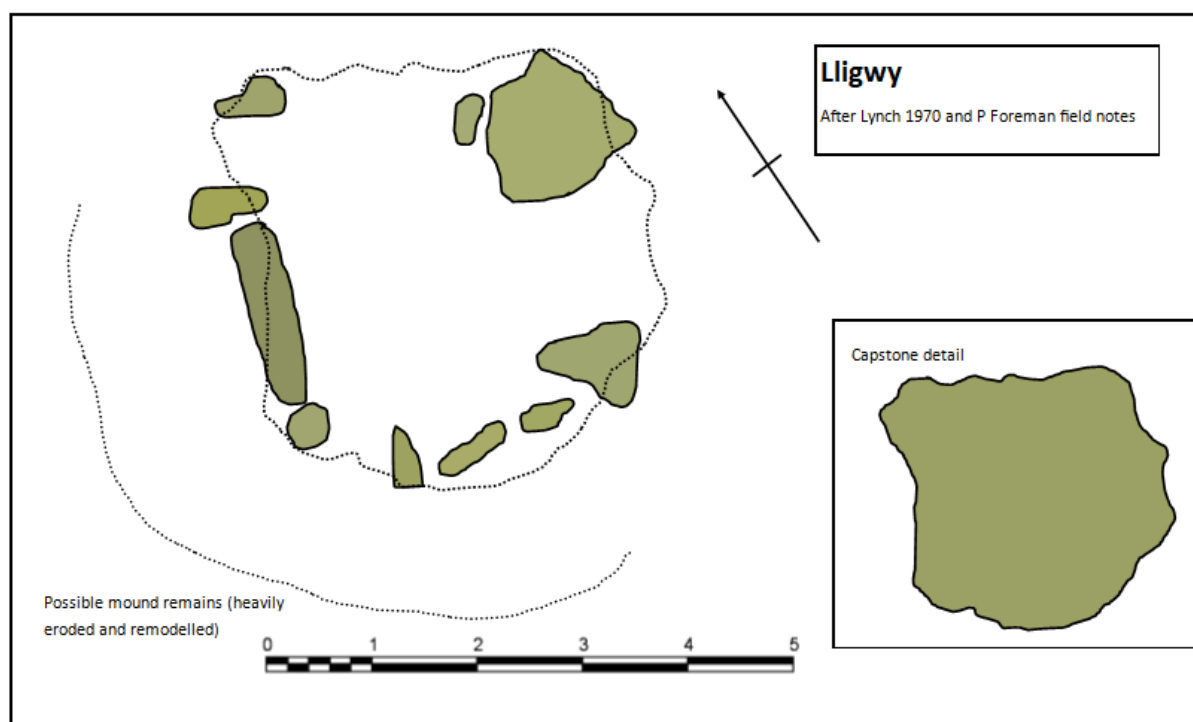 Lligwy
After Lynch 1970 and P Foreman field notes
Capstone detail
Possible mound remains (heavily
eroded and remodelled)
0 1 2 3 4 5